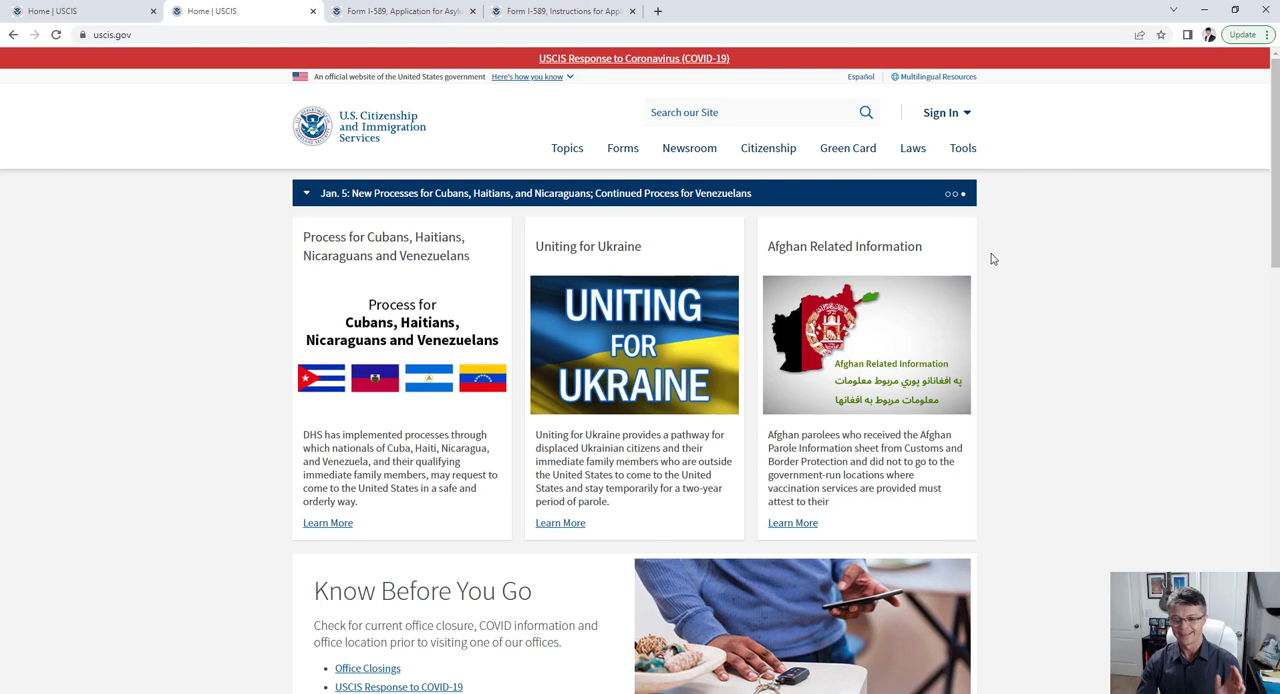 Home | USCIS
Home | USCIS
Form I-589, Application for Asylu
Form I-589, Instructions for Appl
uscis.gov
Update
USCIS Response to Coronavirus (COVID-19)
An official website of the United States government Here's how you know
Español
Multilingual Resources
U.S. Citizenship
and Immigration
Services
Search our Site
Sign In
Topics Forms Newsroom Citizenship Green Card Laws Tools
Jan. 5: New Processes for Cubans, Haitians, and Nicaraguans; Continued Process for Venezuelans
Process for Cubans, Haitians,
Nicaraguans and Venezuelans
Process for
Cubans, Haitians,
Nicaraguans and Venezuelans
DHS has implemented processes through
which nationals of Cuba, Haiti, Nicaragua,
and Venezuela, and their qualifying
immediate family members, may request to
come to the United States in a safe and
orderly way.
Learn More
Uniting for Ukraine
UNITING
FOR
UKRAINE
Uniting for Ukraine provides a pathway for
displaced Ukrainian citizens and their
immediate family members who are outside
the United States to come to the United
States and stay temporarily for a two-year
period of parole.
Learn More
Afghan Related Information
Afghan Related Information
په افغانانو پوري مربوط معلومات
معلومات مربوط به افغانها
Afghan parolees who received the Afghan
Parole Information sheet from Customs and
Border Protection and did not to go to the
government-run locations where
vaccination services are provided must
attest to their
Learn More
Know Before You Go
Check for current office closure, COVID information and
office location prior to visiting one of our offices.
Office Closings
USCIS Response to COVID-19